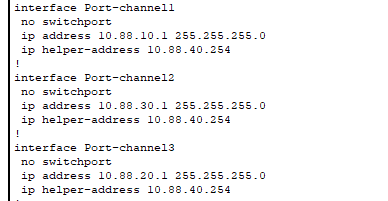 interface Port-channel1
 no switchport
 ip address 10.88.10.1 255.255.255.0
 ip helper-address 10.88.40.254
!
interface Port-channel2
 no switchport
 ip address 10.88.30.1 255.255.255.0
 ip helper-address 10.88.40.254
!
interface Port-channel3
 no switchport
 ip address 10.88.20.1 255.255.255.0
 ip helper-address 10.88.40.254